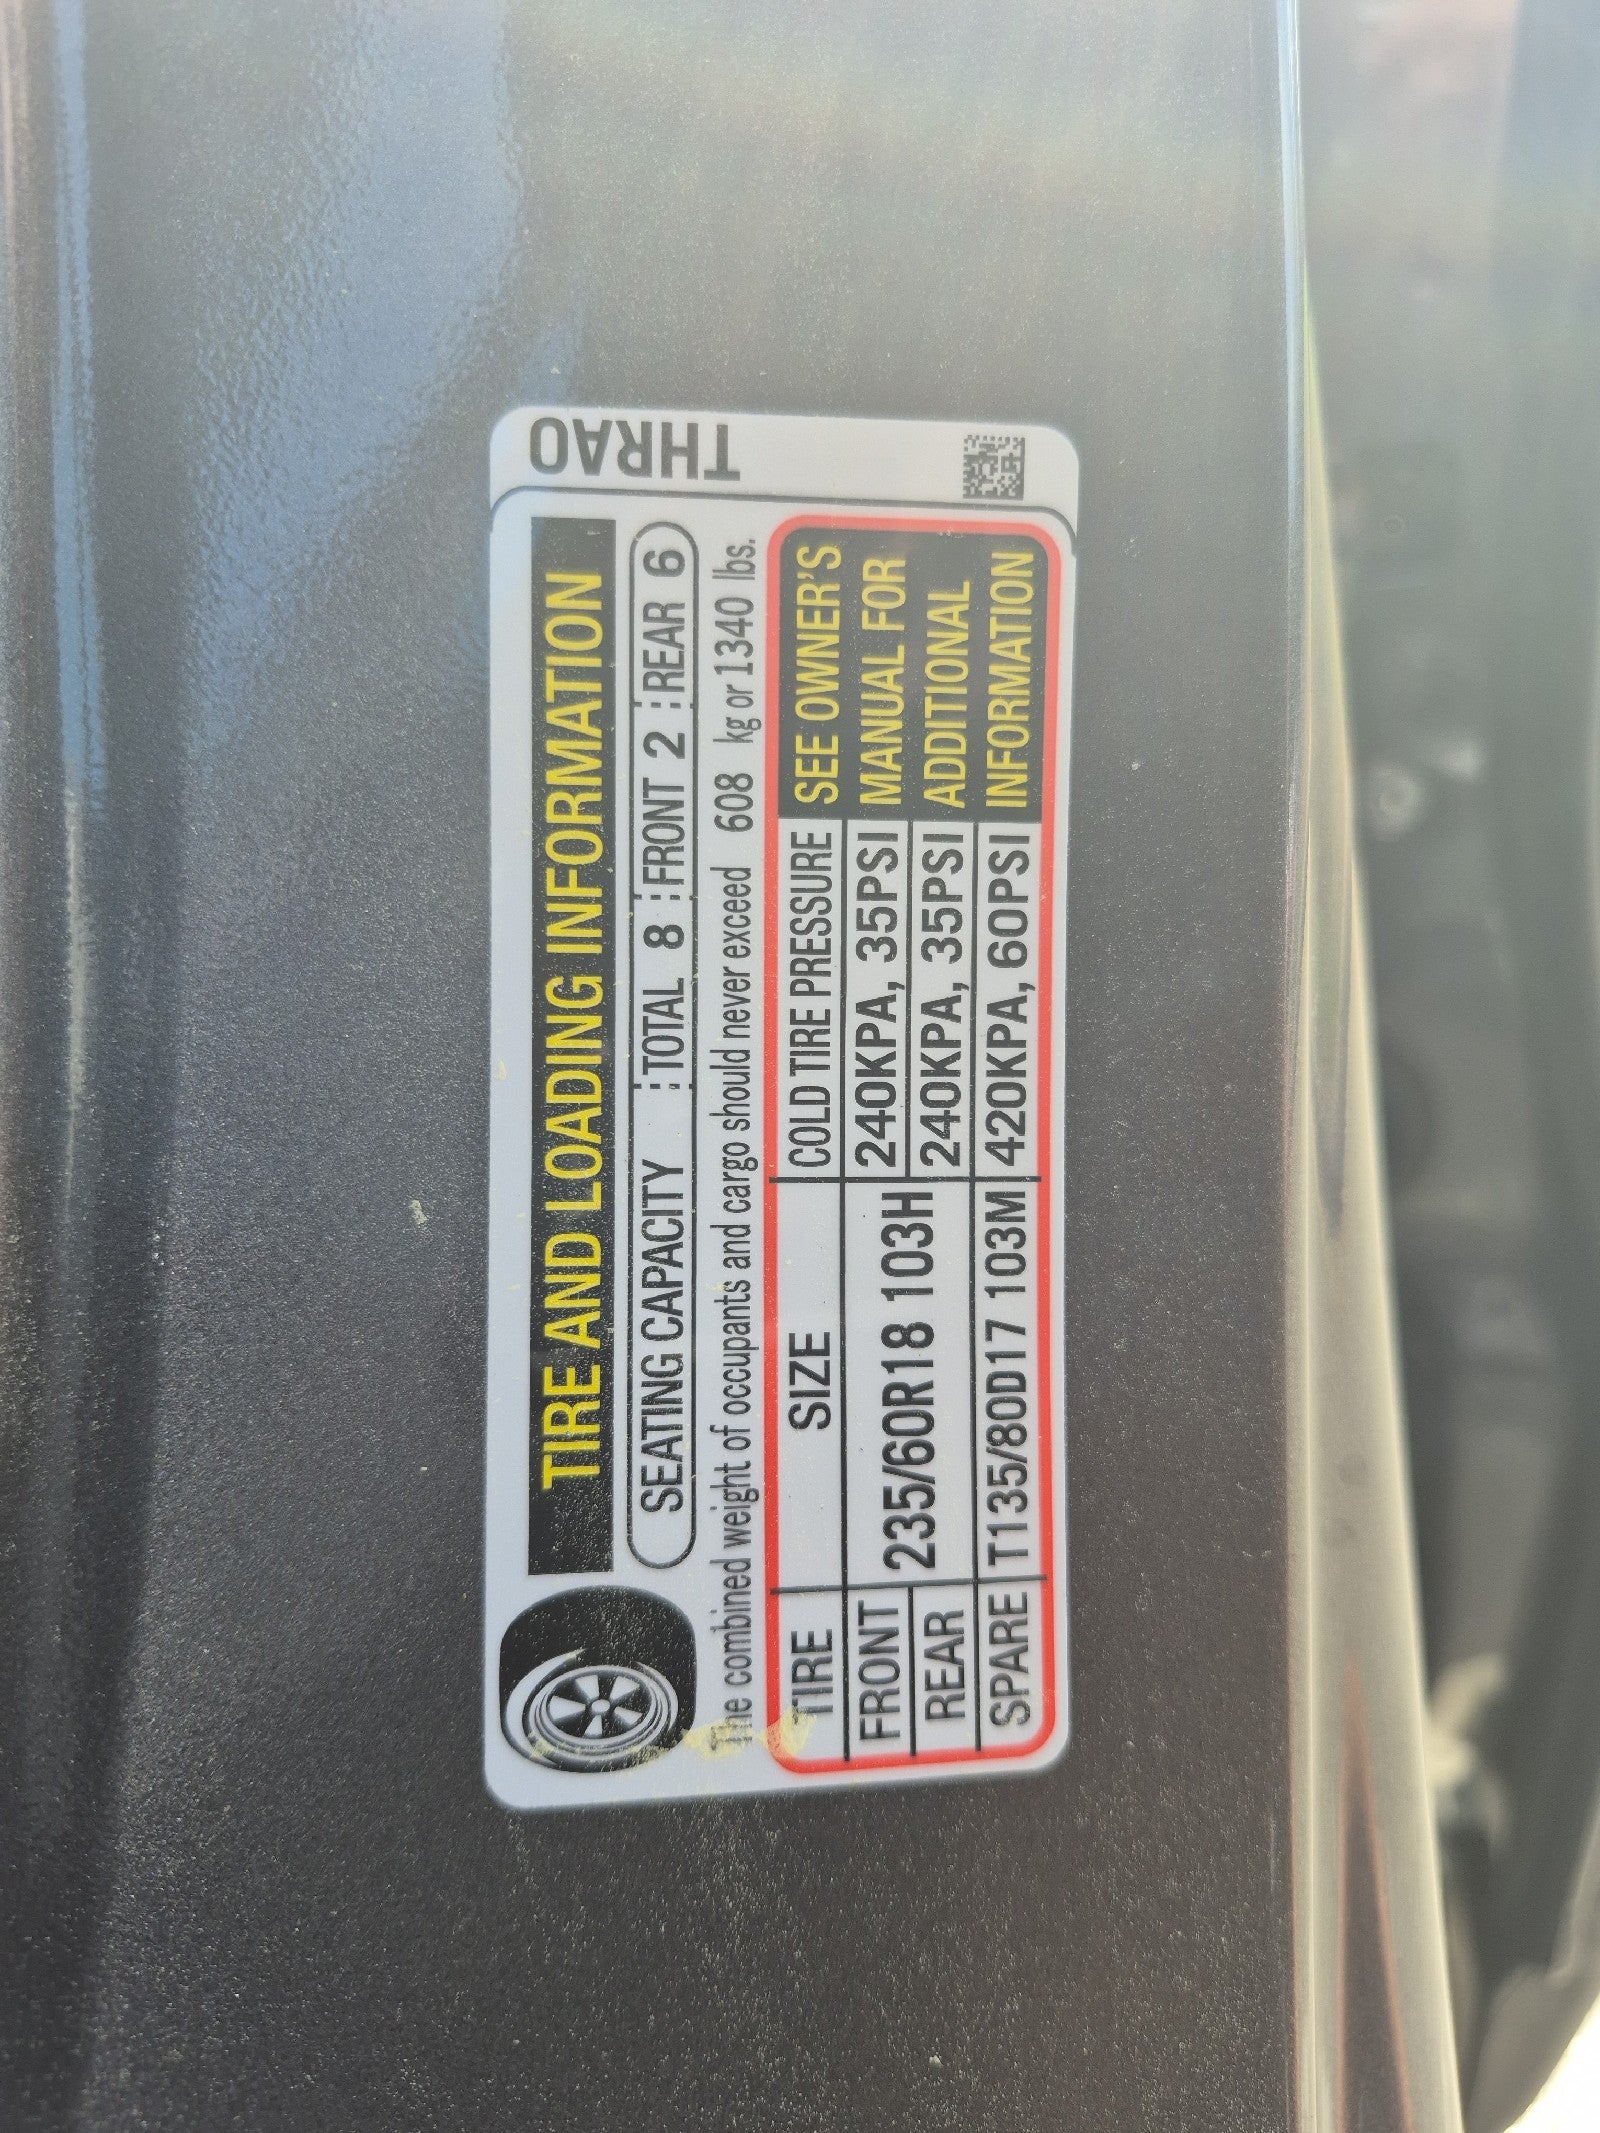 TIRE AND LOADING INFORMATION
SEATING CAPACITY TOTAL 8 FRONT 2 REAR 6
The combined weight of occupants and cargo should never exceed 608 kg or 1340 lbs.
TIRE SIZE COLD TIRE PRESSURE
FRONT 235/60R18 103H 240KPA, 35PSI
REAR 240KPA, 35PSI
SPARE T135/80D17 103M 420KPA, 60PSI
SEE OWNER'S
MANUAL FOR
ADDITIONAL
INFORMATION
THRA0